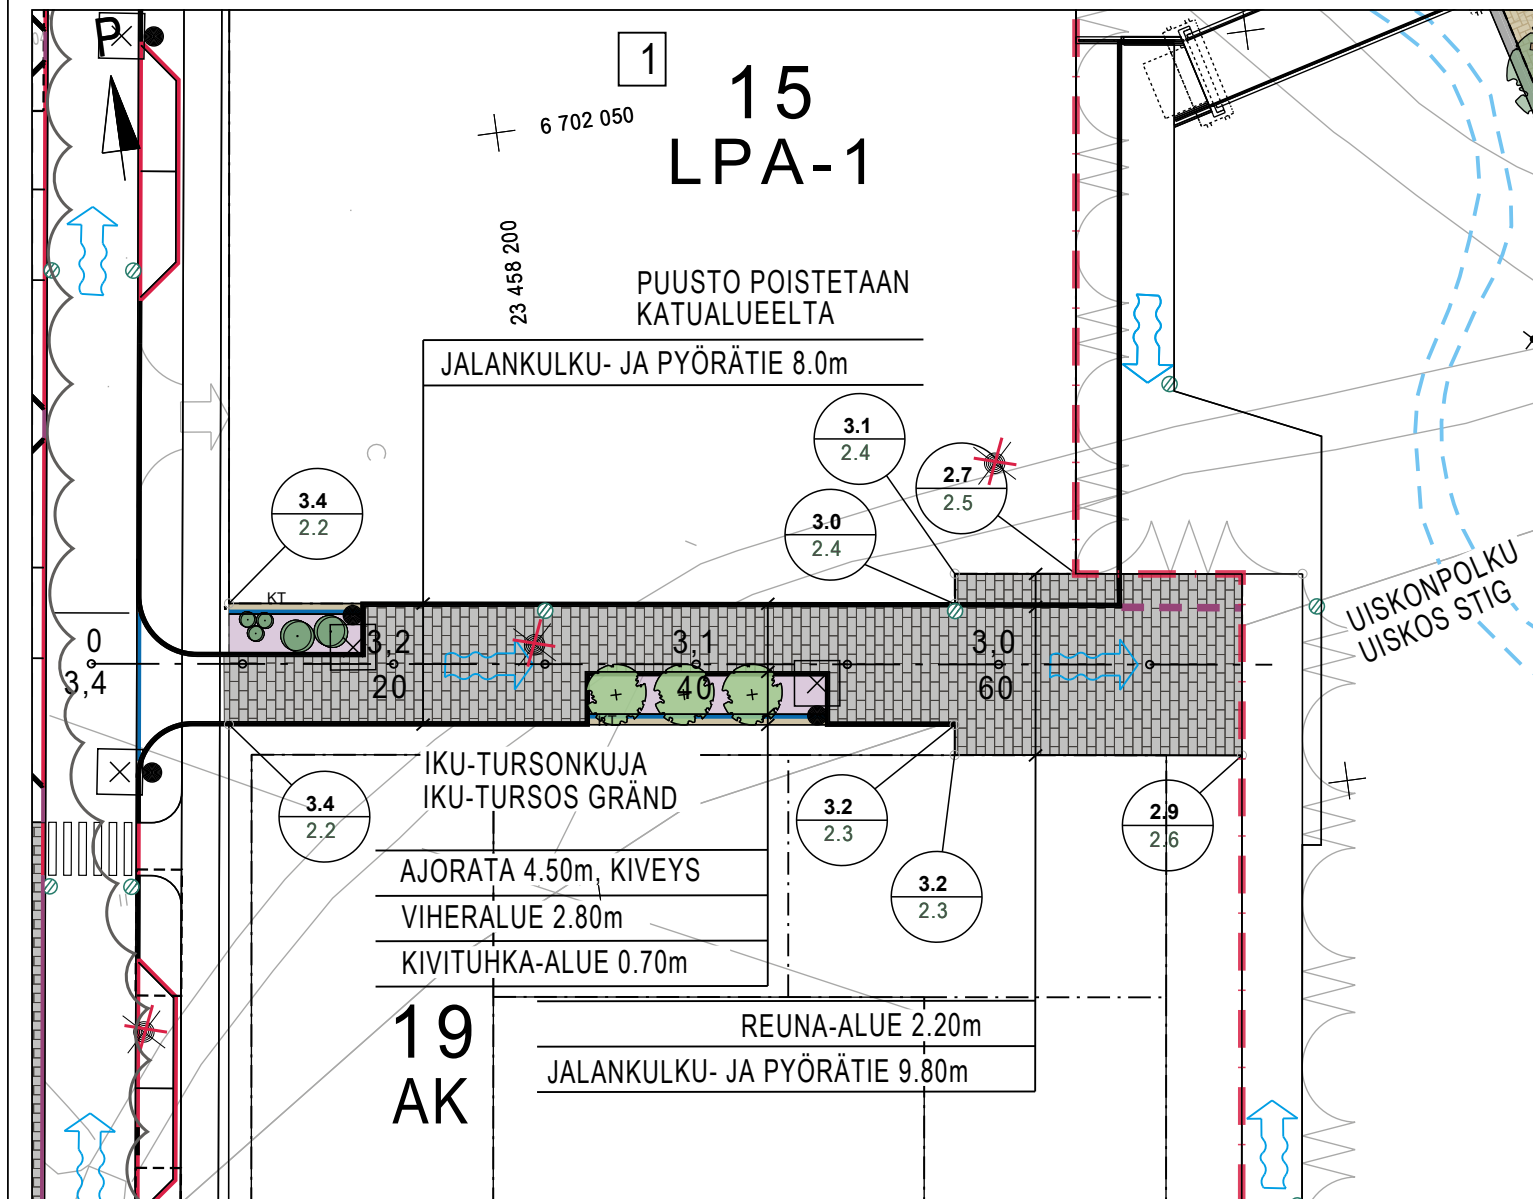 P
1
15
LPA-1
6 702 050
23 458 200
PUUSTO POISTETAAN
KATUALUEELTA
JALANKULKU- JA PYÖRÄTIE 8.0m
3.1
2.4
2.7
2.5
3.4
2.2
3.0
2.4
KT
0
3,4
3,2
20
3,1
40
3,0
60
KT
UISKONPOLKU
UISKOS STIG
IKU-TURSONKUJA
IKU-TURSOS GRÄND
3.4
2.2
3.2
2.3
2.9
2.6
3.2
2.3
AJORATA 4.50m, KIVEYS
VIHERALUE 2.80m
KIVITUHKA-ALUE 0.70m
19
AK
REUNA-ALUE 2.20m
JALANKULKU- JA PYÖRÄTIE 9.80m